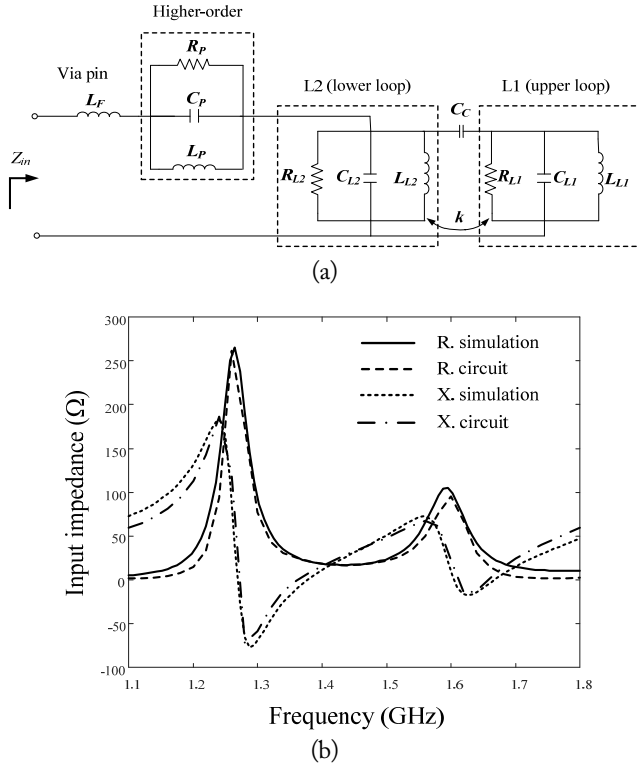 Higher-order
Via pin
L_F
R_P
C_P
L_P
L2 (lower loop)
L1 (upper loop)
C_C
Z_in
R_L2
C_L2
L_L2
R_L1
C_L1
L_L1
k
(a)
300
250
200
150
100
50
0
-50
-100
Input impedance (Ω)
R. simulation
R. circuit
X. simulation
X. circuit
1.1 1.2 1.3 1.4 1.5 1.6 1.7 1.8
Frequency (GHz)
(b)